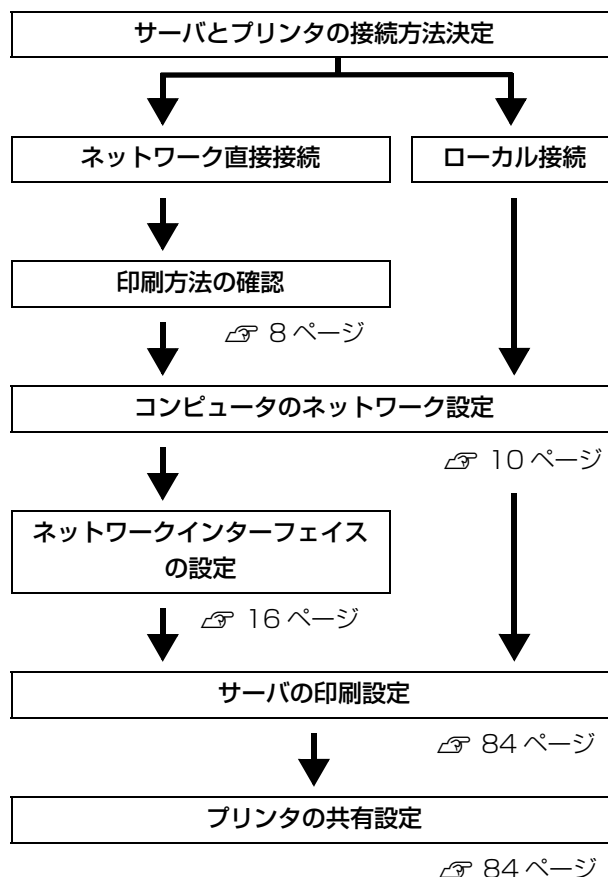 サーバとプリンタの接続方法決定
ネットワーク直接接続
ローカル接続
印刷方法の確認
8 ページ
コンピュータのネットワーク設定
10 ページ
ネットワークインターフェイス
の設定
16 ページ
サーバの印刷設定
84 ページ
プリンタの共有設定
84 ページ